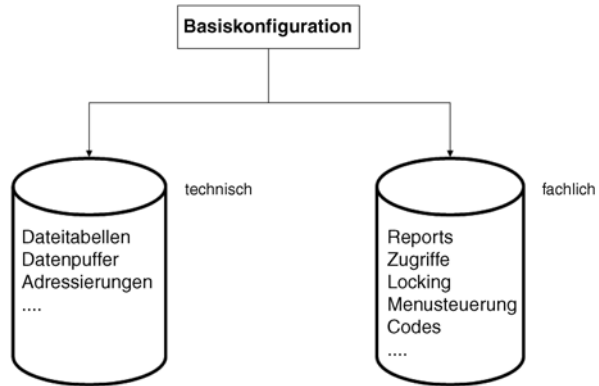 Basiskonfiguration
technisch
Dateitabellen
Datenpuffer
Adressierungen
....
fachlich
Reports
Zugriffe
Locking
Menusteuerung
Codes
....